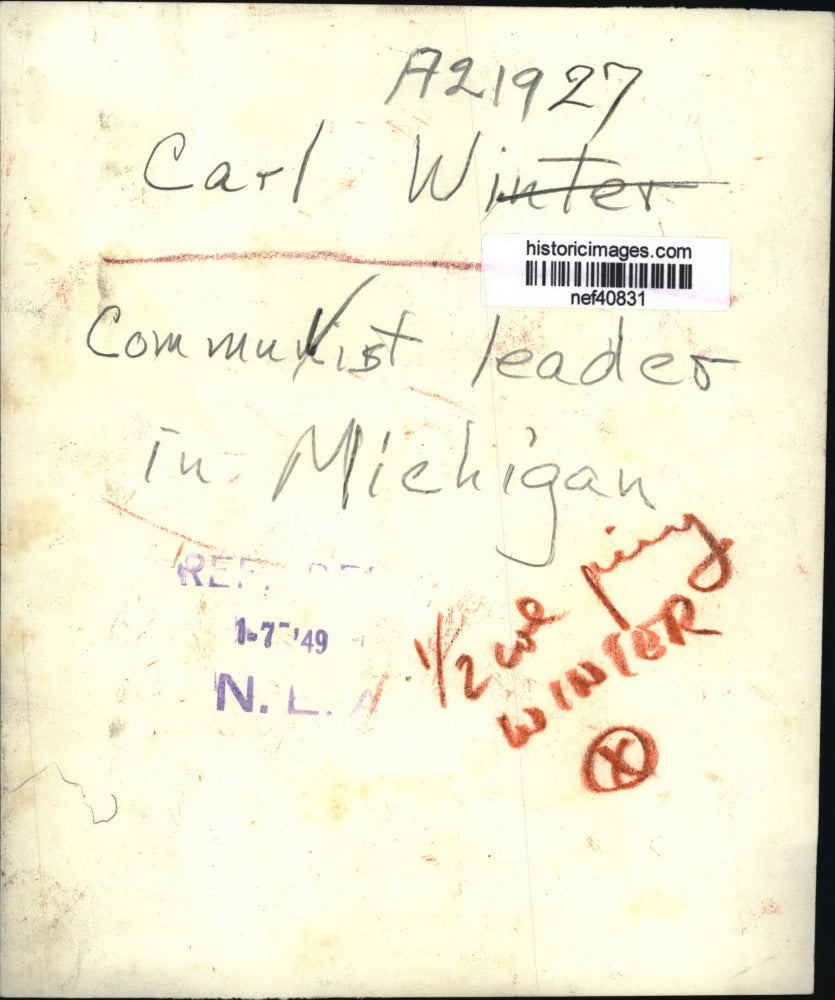 A21927
Carl Winter
historicimages.com
nef40831
Communist leader
in Michigan
1-7-'49
N. L. A
1/2 col
WINTER
X